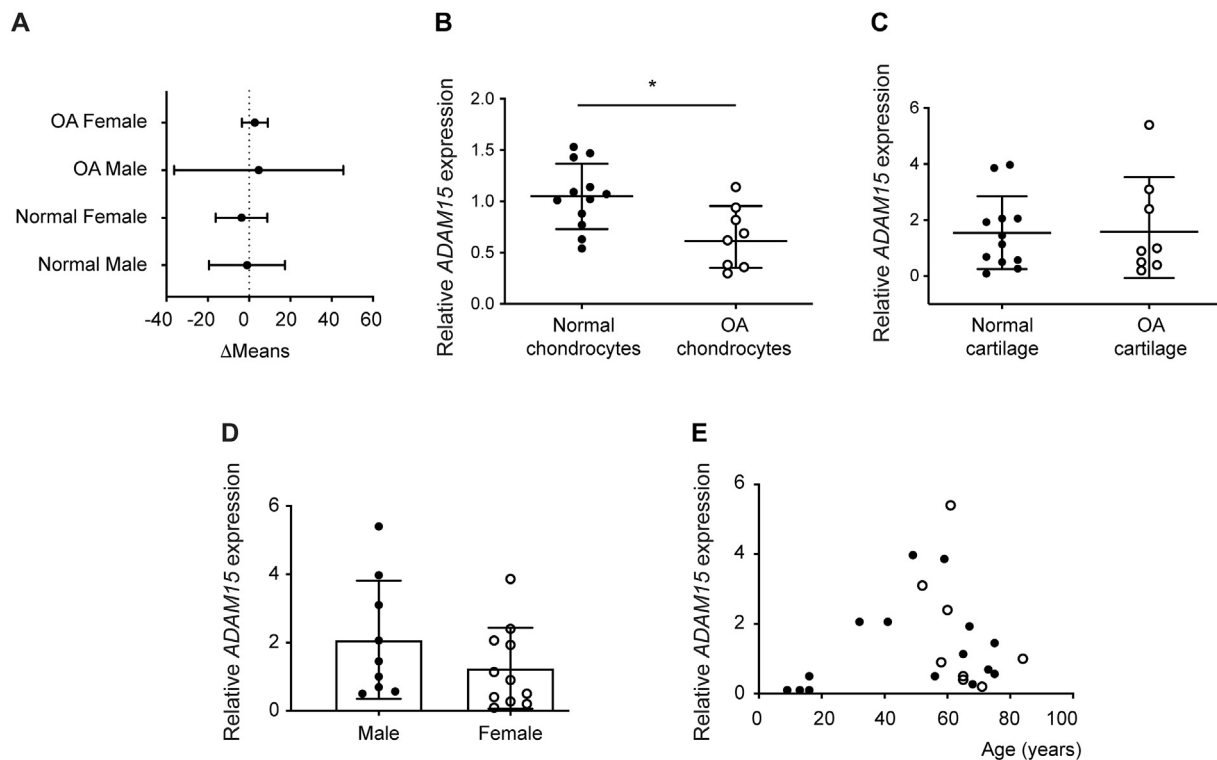 A
OA Female
OA Male
Normal Female
Normal Male
-40 -20 0 20 40 60
ΔMeans
B
Relative ADAM15 expression
2.0
1.5
1.0
0.5
0.0
*
Normal chondrocytes
OA chondrocytes
C
Relative ADAM15 expression
6
4
2
0
Normal cartilage
OA cartilage
D
Relative ADAM15 expression
6
4
2
0
Male
Female
E
Relative ADAM15 expression
6
4
2
0
0 20 40 60 80 100
Age (years)